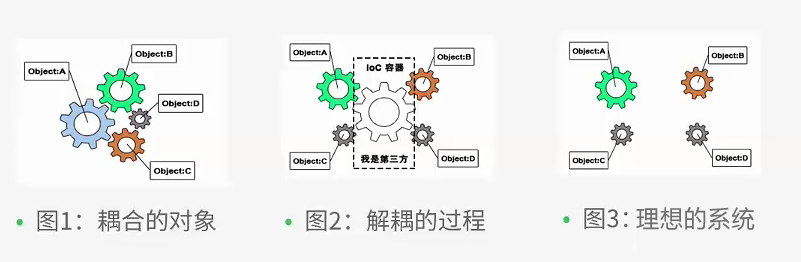 Object:B
Object:A
Object:D
Object:C
Object:A
IoC 容器
Object:B
Object:C
我是第三方
Object:D
Object:A
Object:B
Object:C
Object:D
• 图1：耦合的对象
• 图2：解耦的过程
• 图3：理想的系统